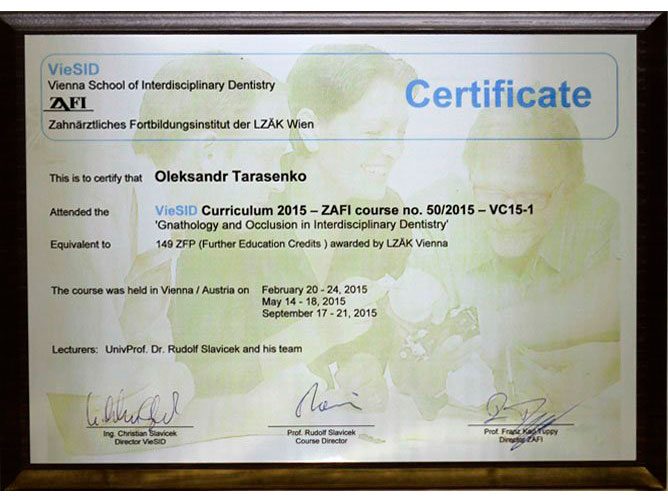 VieSID
Certificate
Vienna School of Interdisciplinary Dentistry
ZAFI
Zahnärztliches Fortbildungsinstitut der LZÄK Wien
This is to certify that Oleksandr Tarasenko
Attended the VieSID Curriculum 2015 – ZAFI course no. 50/2015 – VC15-1
'Gnathology and Occlusion in Interdisciplinary Dentistry'
Equivalent to 149 ZFP (Further Education Credits ) awarded by LZÄK Vienna
The course was held in Vienna / Austria on February 20 - 24, 2015
May 14 - 18, 2015
September 17 - 21, 2015
Lecturers: UnivProf. Dr. Rudolf Slavicek and his team
Ing. Christian Slavicek
Director VieSID
Prof. Rudolf Slavicek
Course Director
Prof. Franz Karl Tuppy
Director ZAFI